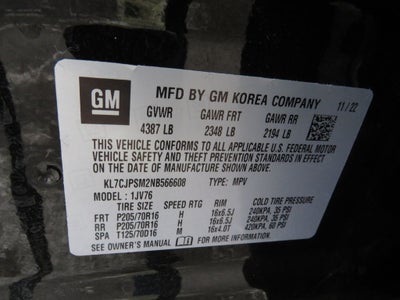 GM
MFD BY GM KOREA COMPANY 11/22
GVWR GAWR FRT GAWR RR
4387 LB 2348 LB 2194 LB
THIS VEHICLE CONFORMS TO ALL APPLICABLE U.S. FEDERAL MOTOR
VEHICLE SAFETY, BUMPER, AND THEFT PREVENTION STANDARDS IN EFFECT ON
THE DATE OF MANUFACTURE SHOWN ABOVE.
KL7CJPSM2NB566608 TYPE: MPV
MODEL: 1JV76
TIRE SIZE SPEED RTG RIM COLD TIRE PRESSURE
FRT P205/70R16 H 16x6.5J 240KPA, 35 PSI
RR P205/70R16 H 16x6.5J 240KPA, 35 PSI
SPA T125/70D16 M 16x4.0T 420KPA, 60 PSI
SEE OWNER'S MANUAL FOR MORE INFORMATION.